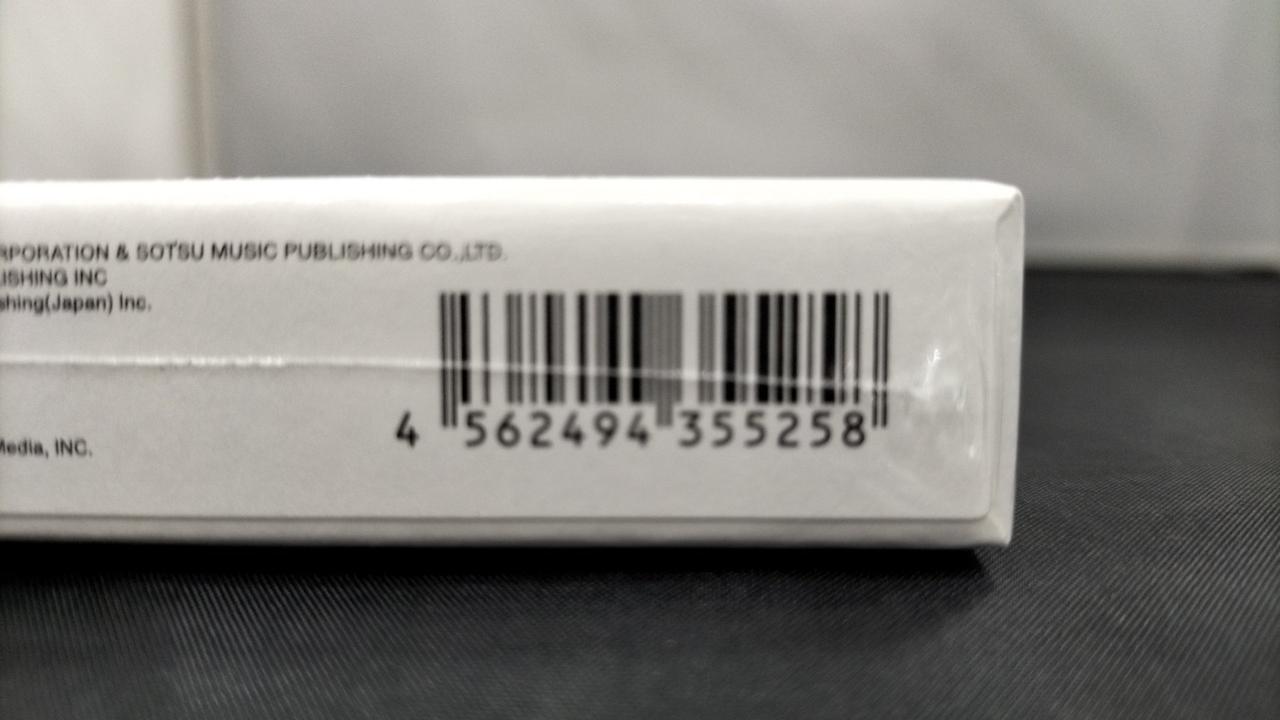 RPORATION & SOTSU MUSIC PUBLISHING CO.,LTD.
LISHING INC
shing(Japan) Inc.
Media, INC.
4 562494 355258